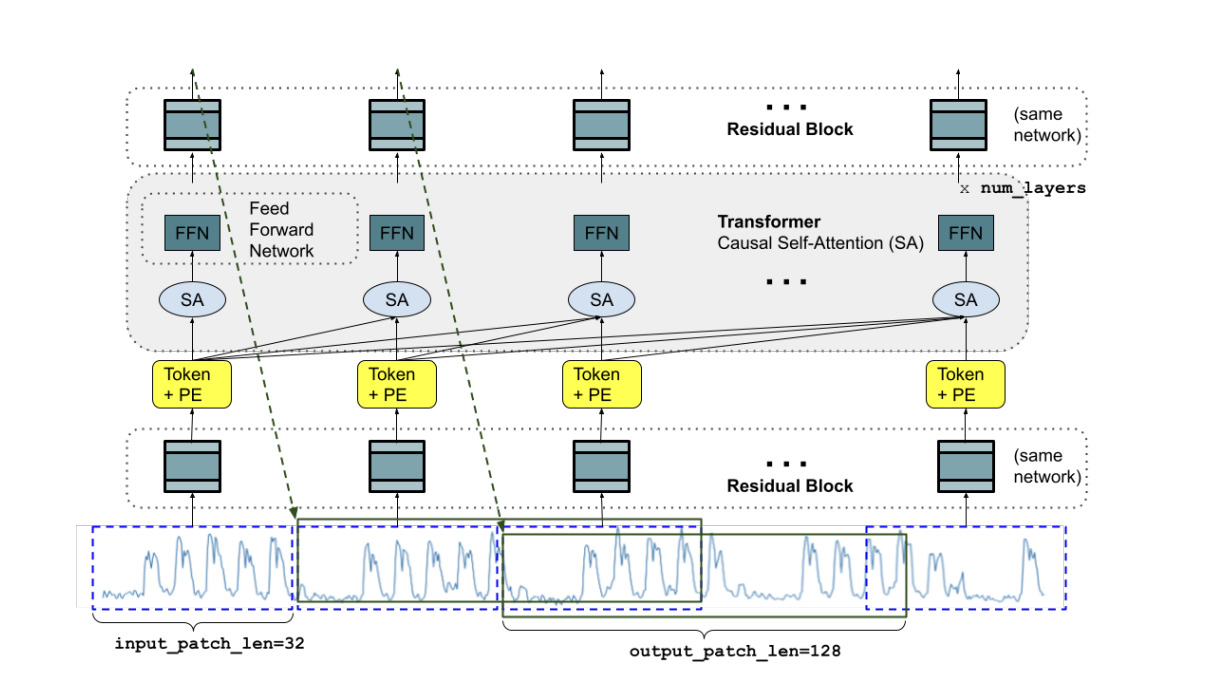 . . .
Residual Block
(same
network)
x num_layers
Feed
Forward
Network
FFN
FFN
FFN
Transformer
Causal Self-Attention (SA)
FFN
. . .
SA
SA
SA
SA
Token
+ PE
Token
+ PE
Token
+ PE
Token
+ PE
. . .
Residual Block
(same
network)
input_patch_len=32
output_patch_len=128